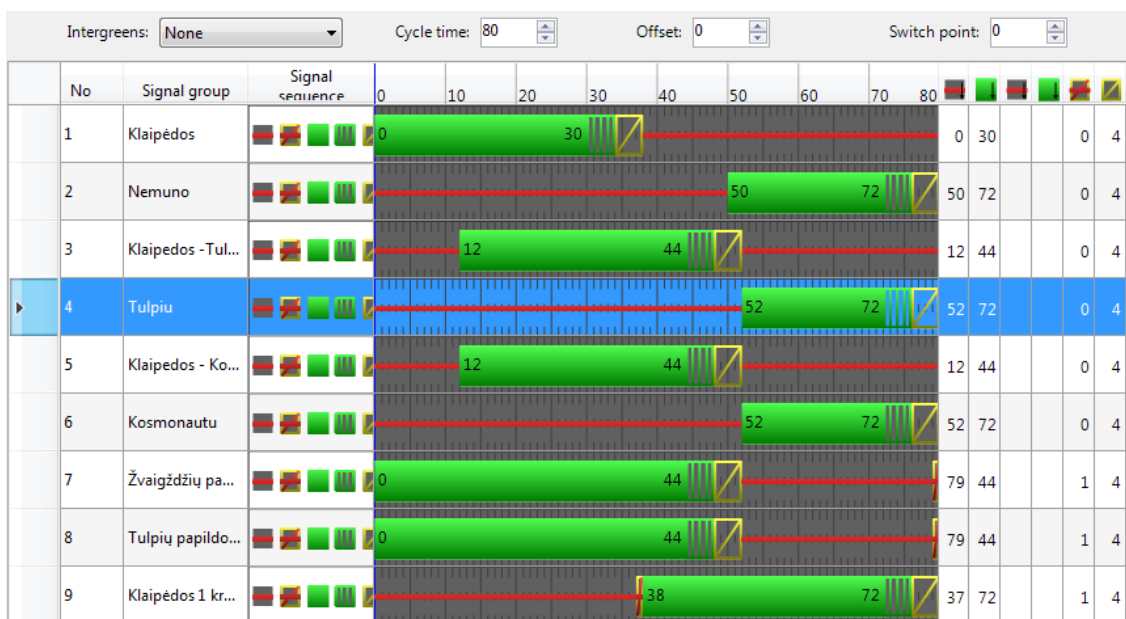 Intergreens: None Cycle time: 80 Offset: 0 Switch point: 0
No Signal group Signal sequence 0 10 20 30 40 50 60 70 80
1 Klaipėdos 0 30 0 30 0 4
2 Nemuno 50 72 50 72 0 4
3 Klaipedos -Tul... 12 44 12 44 0 4
4 Tulpiu 52 72 52 72 0 4
5 Klaipedos - Ko... 12 44 12 44 0 4
6 Kosmonautu 52 72 52 72 0 4
7 Žvaigždžių pa... 0 44 79 44 1 4
8 Tulpių papildo... 0 44 79 44 1 4
9 Klaipėdos 1 kr... 38 72 37 72 1 4